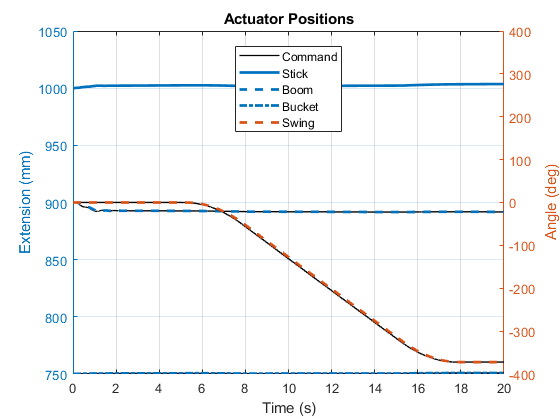 Actuator Positions
1050
1000
950
900
850
800
750
Extension (mm)
400
300
200
100
0
-100
-200
-300
-400
Angle (deg)
Command
Stick
Boom
Bucket
Swing
0 2 4 6 8 10 12 14 16 18 20
Time (s)